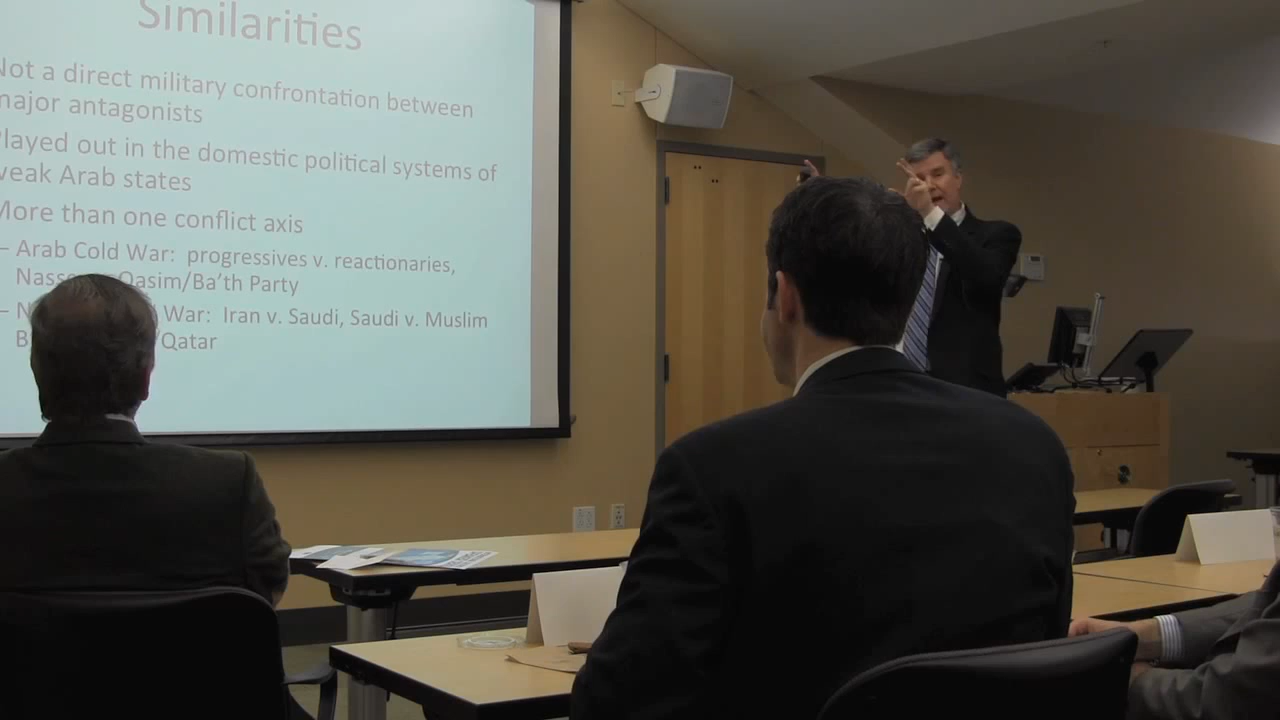 Similarities
Not a direct military confrontation between
major antagonists
Played out in the domestic political systems of
weak Arab states
More than one conflict axis
– Arab Cold War: progressives v. reactionaries,
Qasim/Ba'th Party
– War: Iran v. Saudi, Saudi v. Muslim
/Qatar